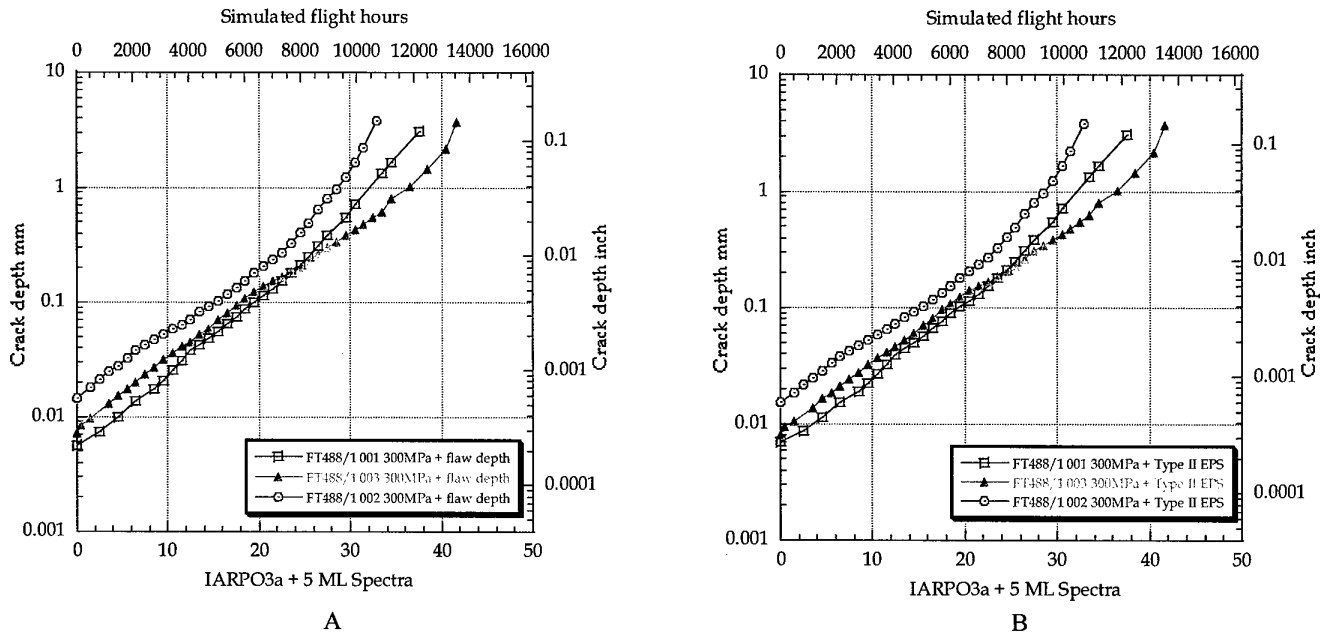 Simulated flight hours
0 2000 4000 6000 8000 10000 12000 14000 16000
10
1
0.1
0.01
0.001
Crack depth mm
0.1
0.01
0.001
0.0001
Crack depth inch
FT488/1 001 300MPa + flaw depth
FT488/1 003 300MPa + flaw depth
FT488/1 002 300MPa + flaw depth
0 10 20 30 40 50
IARPO3a + 5 ML Spectra
A
Simulated flight hours
0 2000 4000 6000 8000 10 000 12000 14000 16000
10
1
0.1
0.01
0.001
Crack depth mm
0.1
0.01
0.001
0.0001
Crack depth inch
FT488/1 001 300MPa + Type II EPS
FT488/1 003 300MPa + Type II EPS
FT488/1 002 300MPa + Type II EPS
0 10 20 30 40 50
IARPO3a + 5 ML Spectra
B